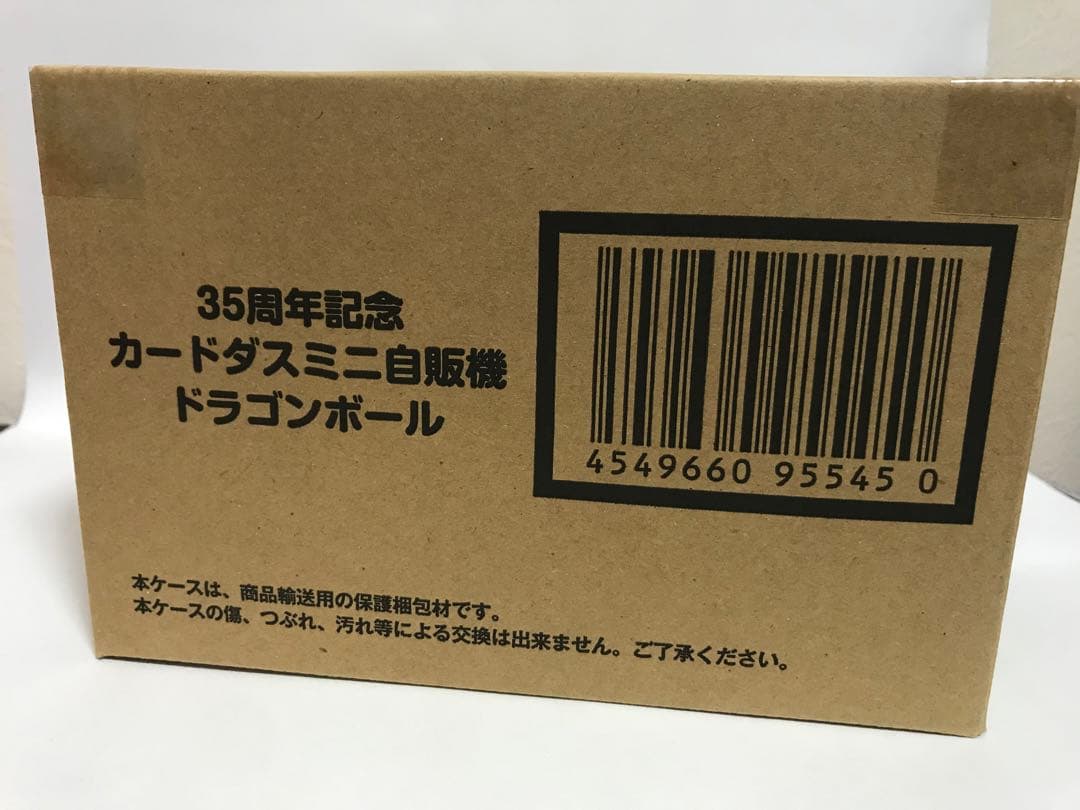 35周年記念
カードダスミニ自販機
ドラゴンボール
4549660 95545 0
本ケースは、商品輸送用の保護梱包材です。
本ケースの傷、つぶれ、汚れ等による交換は出来ません。ご了承ください。